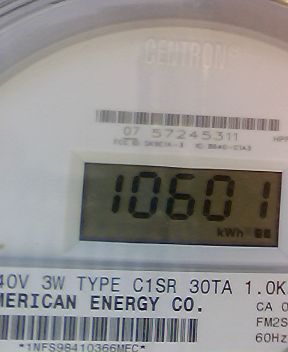 CENTRON®
07 57245311
10601
kWh
40V 3W TYPE C1SR 30TA 1.0K
MERICAN ENERGY CO.
CA 0
FM2S
60Hz
*1NFS98410366MEC*